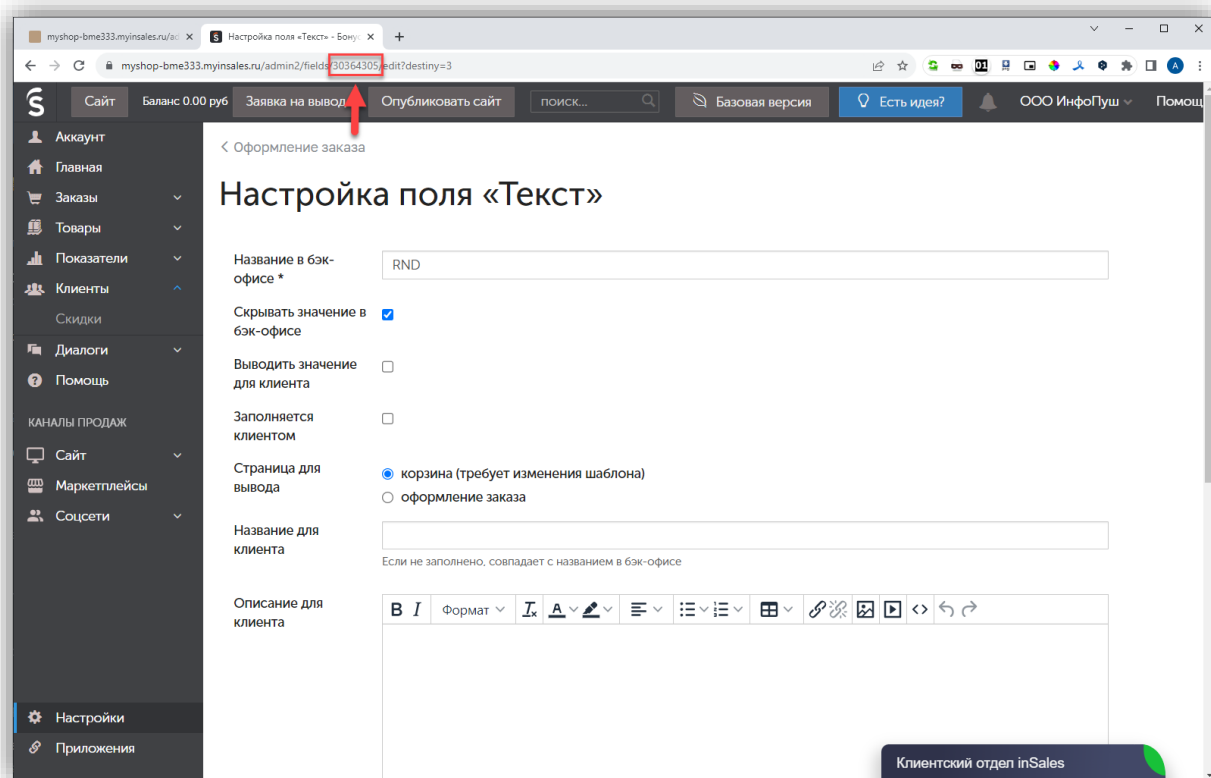 myshop-bme333.myinsales.ru/ad
Настройка поля «Текст» - Бону
myshop-bme333.myinsales.ru/admin2/fields/30364305/edit?destiny=3
Сайт
Баланс 0.00 руб
Заявка на вывод
Опубликовать сайт
поиск...
Базовая версия
Есть идея?
ООО ИнфоПуш
Помощ
Аккаунт
Главная
Заказы
Товары
Показатели
Клиенты
Скидки
Диалоги
Помощь
КАНАЛЫ ПРОДАЖ
Сайт
Маркетплейсы
Соцсети
Настройки
Приложения
Оформление заказа
Настройка поля «Текст»
Название в бэк-
офисе *
RND
Скрывать значение в
бэк-офисе
Выводить значение
для клиента
Заполняется
клиентом
Страница для
вывода
корзина (требует изменения шаблона)
оформление заказа
Название для
клиента
Если не заполнено, совпадает с названием в бэк-офисе
Описание для
клиента
B I Формат
Клиентский отдел inSales